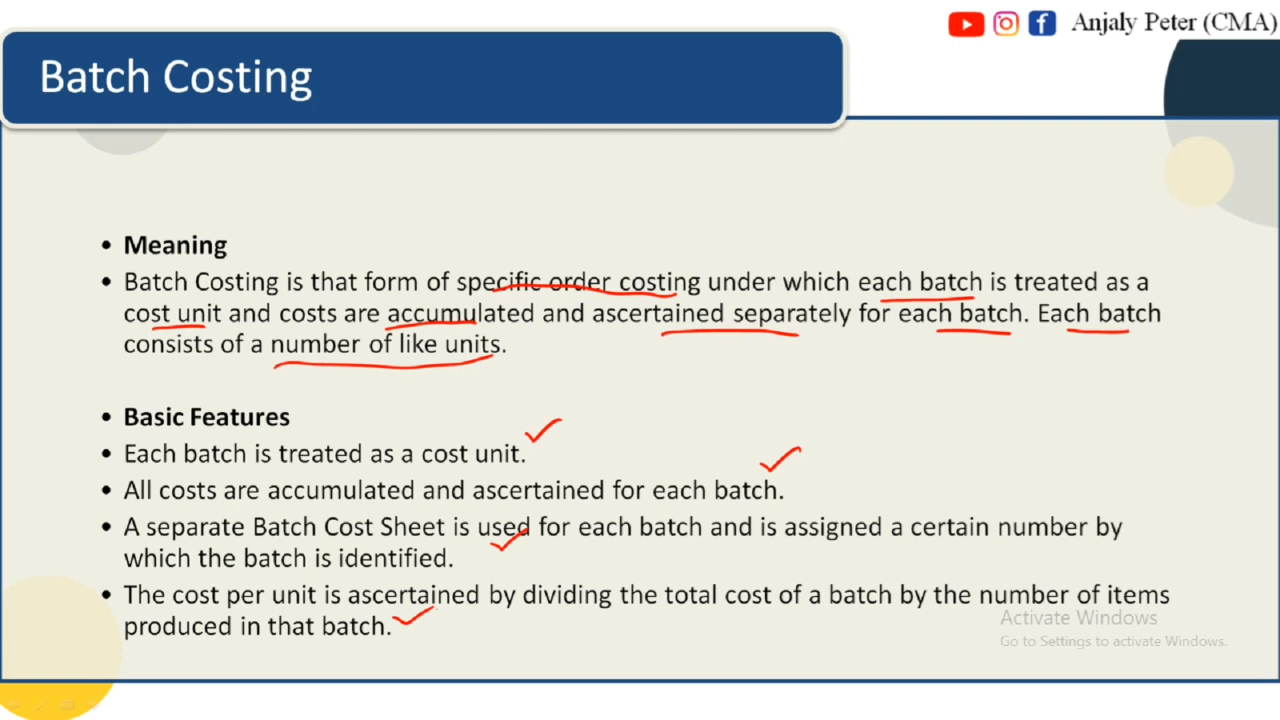 Anjaly Peter (CMA)
Batch Costing
• Meaning
• Batch Costing is that form of specific order costing under which each batch is treated as a
cost unit and costs are accumulated and ascertained separately for each batch. Each batch
consists of a number of like units.
• Basic Features
• Each batch is treated as a cost unit.
• All costs are accumulated and ascertained for each batch.
• A separate Batch Cost Sheet is used for each batch and is assigned a certain number by
which the batch is identified.
• The cost per unit is ascertained by dividing the total cost of a batch by the number of items
produced in that batch.
Activate Windows
Go to Settings to activate Windows.